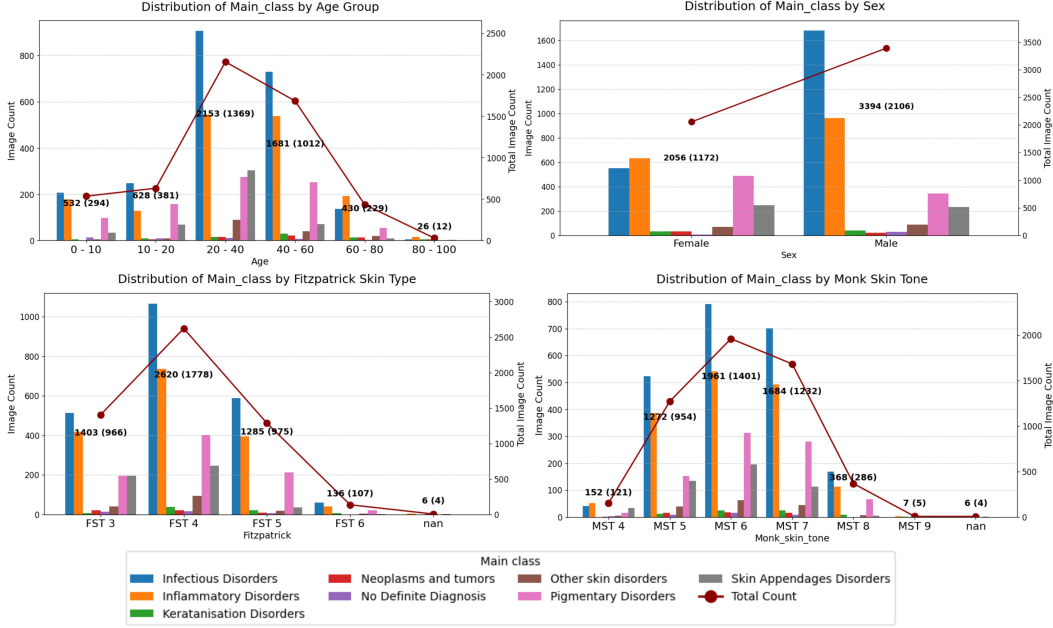 Distribution of Main_class by Age Group
Image Count
800
600
400
200
0
2500
2000
1500
1000
500
0
Total Image Count
532 (294)
628 (381)
2153 (1369)
1681 (1012)
430 (229)
26 (12)
0 - 10
10 - 20
20 - 40
40 - 60
60 - 80
80 - 100
Age
Distribution of Main_class by Sex
Image Count
1600
1400
1200
1000
800
600
400
200
0
3500
3000
2500
2000
1500
1000
500
0
Total Image Count
2056 (1172)
3394 (2106)
Female
Male
Sex
Distribution of Main_class by Fitzpatrick Skin Type
Image Count
1000
800
600
400
200
0
3000
2500
2000
1500
1000
500
0
Total Image Count
1403 (966)
2620 (1778)
1285 (975)
136 (107)
6 (4)
FST 3
FST 4
FST 5
FST 6
nan
Fitzpatrick
Distribution of Main_class by Monk Skin Tone
Image Count
800
700
600
500
400
300
200
100
0
2000
1500
1000
500
0
Total Image Count
152 (121)
1272 (954)
1961 (1401)
1684 (1232)
368 (286)
7 (5)
6 (4)
MST 4
MST 5
MST 6
MST 7
MST 8
MST 9
nan
Monk_skin_tone
Main class
Infectious Disorders
Inflammatory Disorders
Keratanisation Disorders
Neoplasms and tumors
No Definite Diagnosis
Other skin disorders
Pigmentary Disorders
Skin Appendages Disorders
Total Count